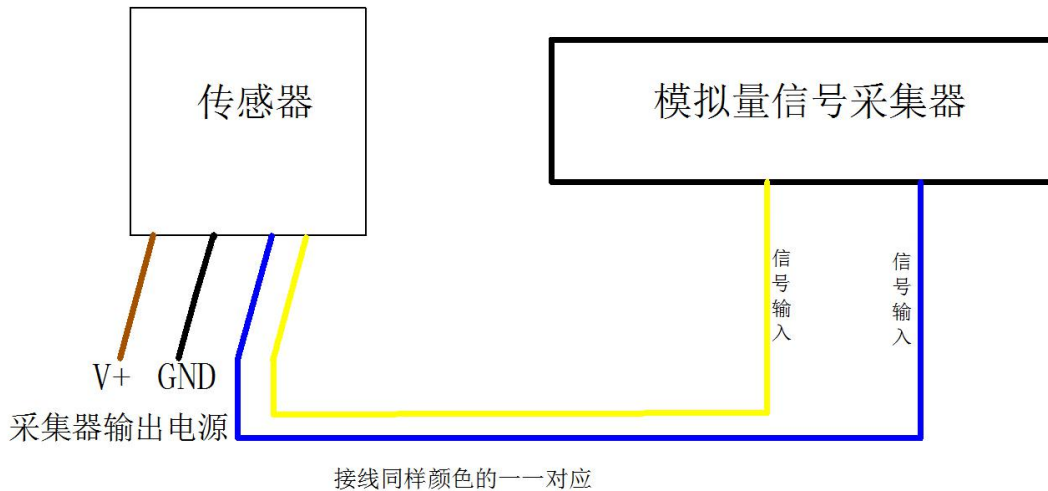 传感器
模拟量信号采集器
信号输入
信号输入
V+ GND
采集器输出电源
接线同样颜色的一一对应